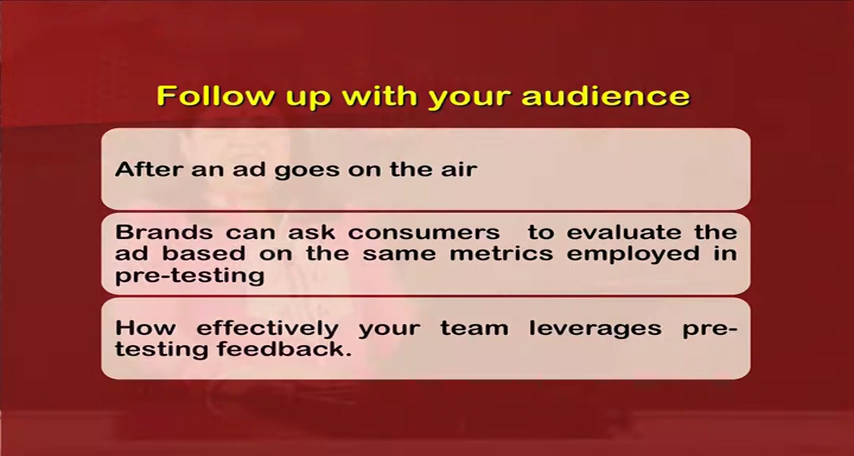 Follow up with your audience
After an ad goes on the air
Brands can ask consumers to evaluate the
ad based on the same metrics employed in
pre-testing
How effectively your team leverages pre-
testing feedback.